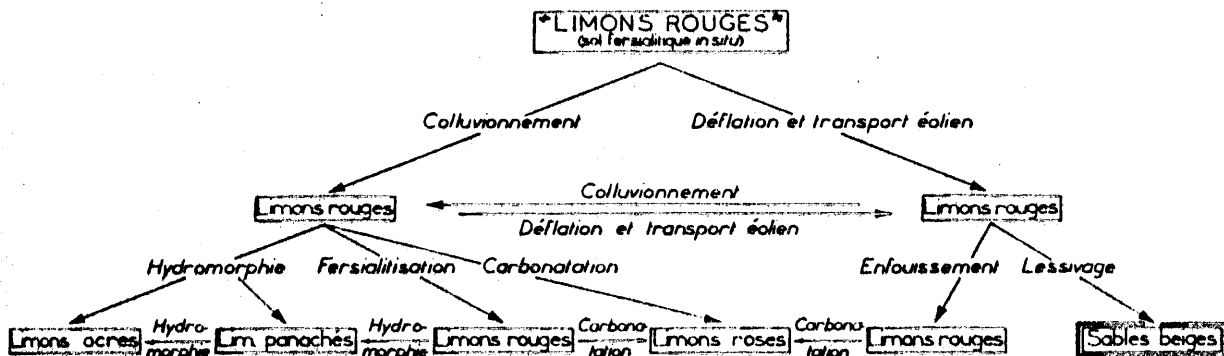 "LIMONS ROUGES"
(sol fersialitique in situ)
Colluvionnement
Déflation et transport éolien
Limons rouges
Colluvionnement
Limons rouges
Déflation et transport éolien
Hydromorphie
Fersialitisation
Carbonatation
Enfouissement
Lessivage
Limons ocres
Hydro-
morphie
Lim. panachés
Hydro-
morphie
Limons rouges
Carbona-
tation
Limons roses
Carbona-
tation
Limons rouges
Sables beiges